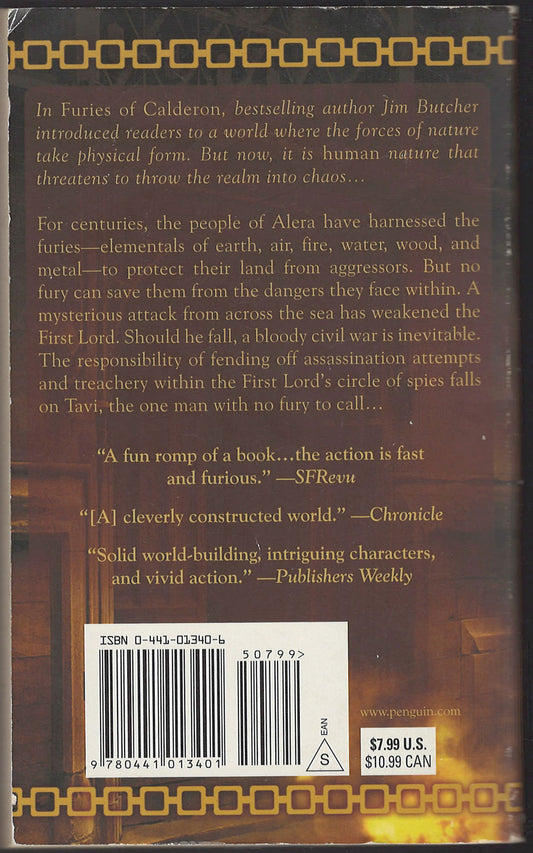 In Furies of Calderon, bestselling author Jim Butcher
introduced readers to a world where the forces of nature
take physical form. But now, it is human nature that
threatens to throw the realm into chaos…
For centuries, the people of Alera have harnessed the
furies—elementals of earth, air, fire, water, wood, and
metal—to protect their land from aggressors. But no
fury can save them from the dangers they face within. A
mysterious attack from across the sea has weakened the
First Lord. Should he fall, a bloody civil war is inevitable.
The responsibility of fending off assassination attempts
and treachery within the First Lord's circle of spies falls
on Tavi, the one man with no fury to call…
“A fun romp of a book…the action is fast
and furious.” —SFRevu
“[A] cleverly constructed world.” —Chronicle
“Solid world-building, intriguing characters,
and vivid action.” —Publishers Weekly
ISBN 0-441-01340-6
50799>
9 780441 013401
EAN
S
www.penguin.com
$7.99 U.S.
$10.99 CAN